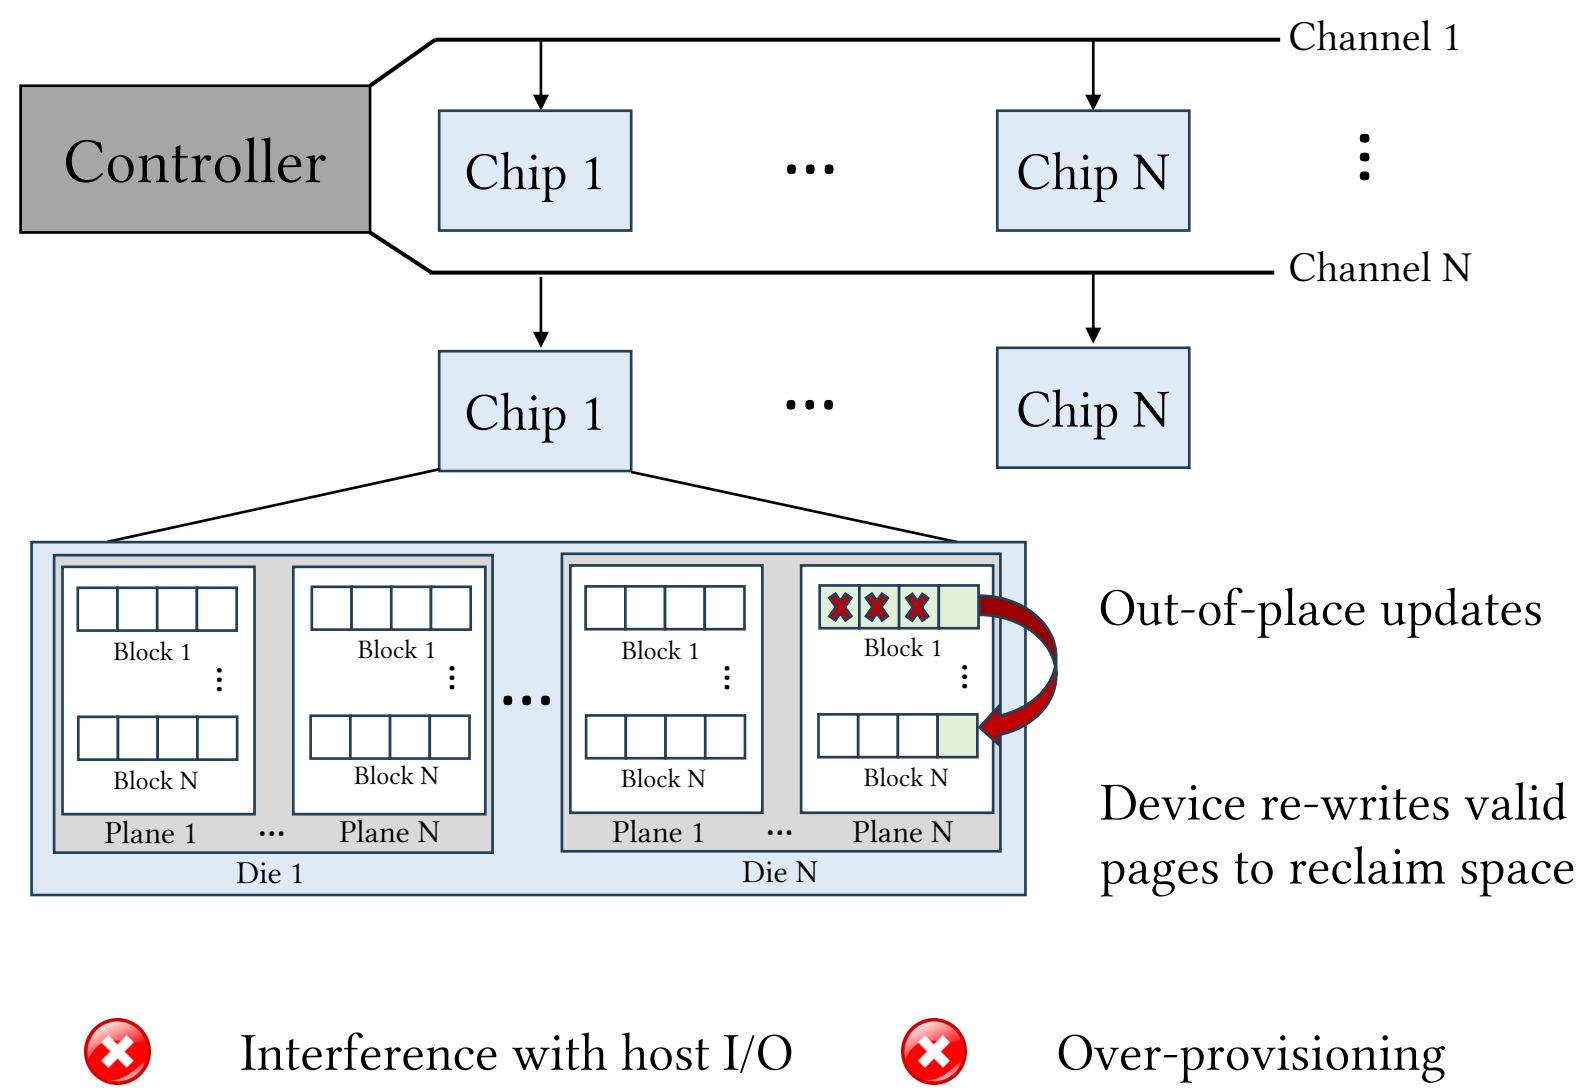 Channel 1
Controller
Chip 1 ... Chip N
Channel N
Chip 1 ... Chip N
Block 1
Block 1
Block 1
Block 1
Block N
Block N
Block N
Block N
Plane 1 ... Plane N
Plane 1 ... Plane N
Die 1
...
Die N
Out-of-place updates
Device re-writes valid
pages to reclaim space
Interference with host I/O
Over-provisioning